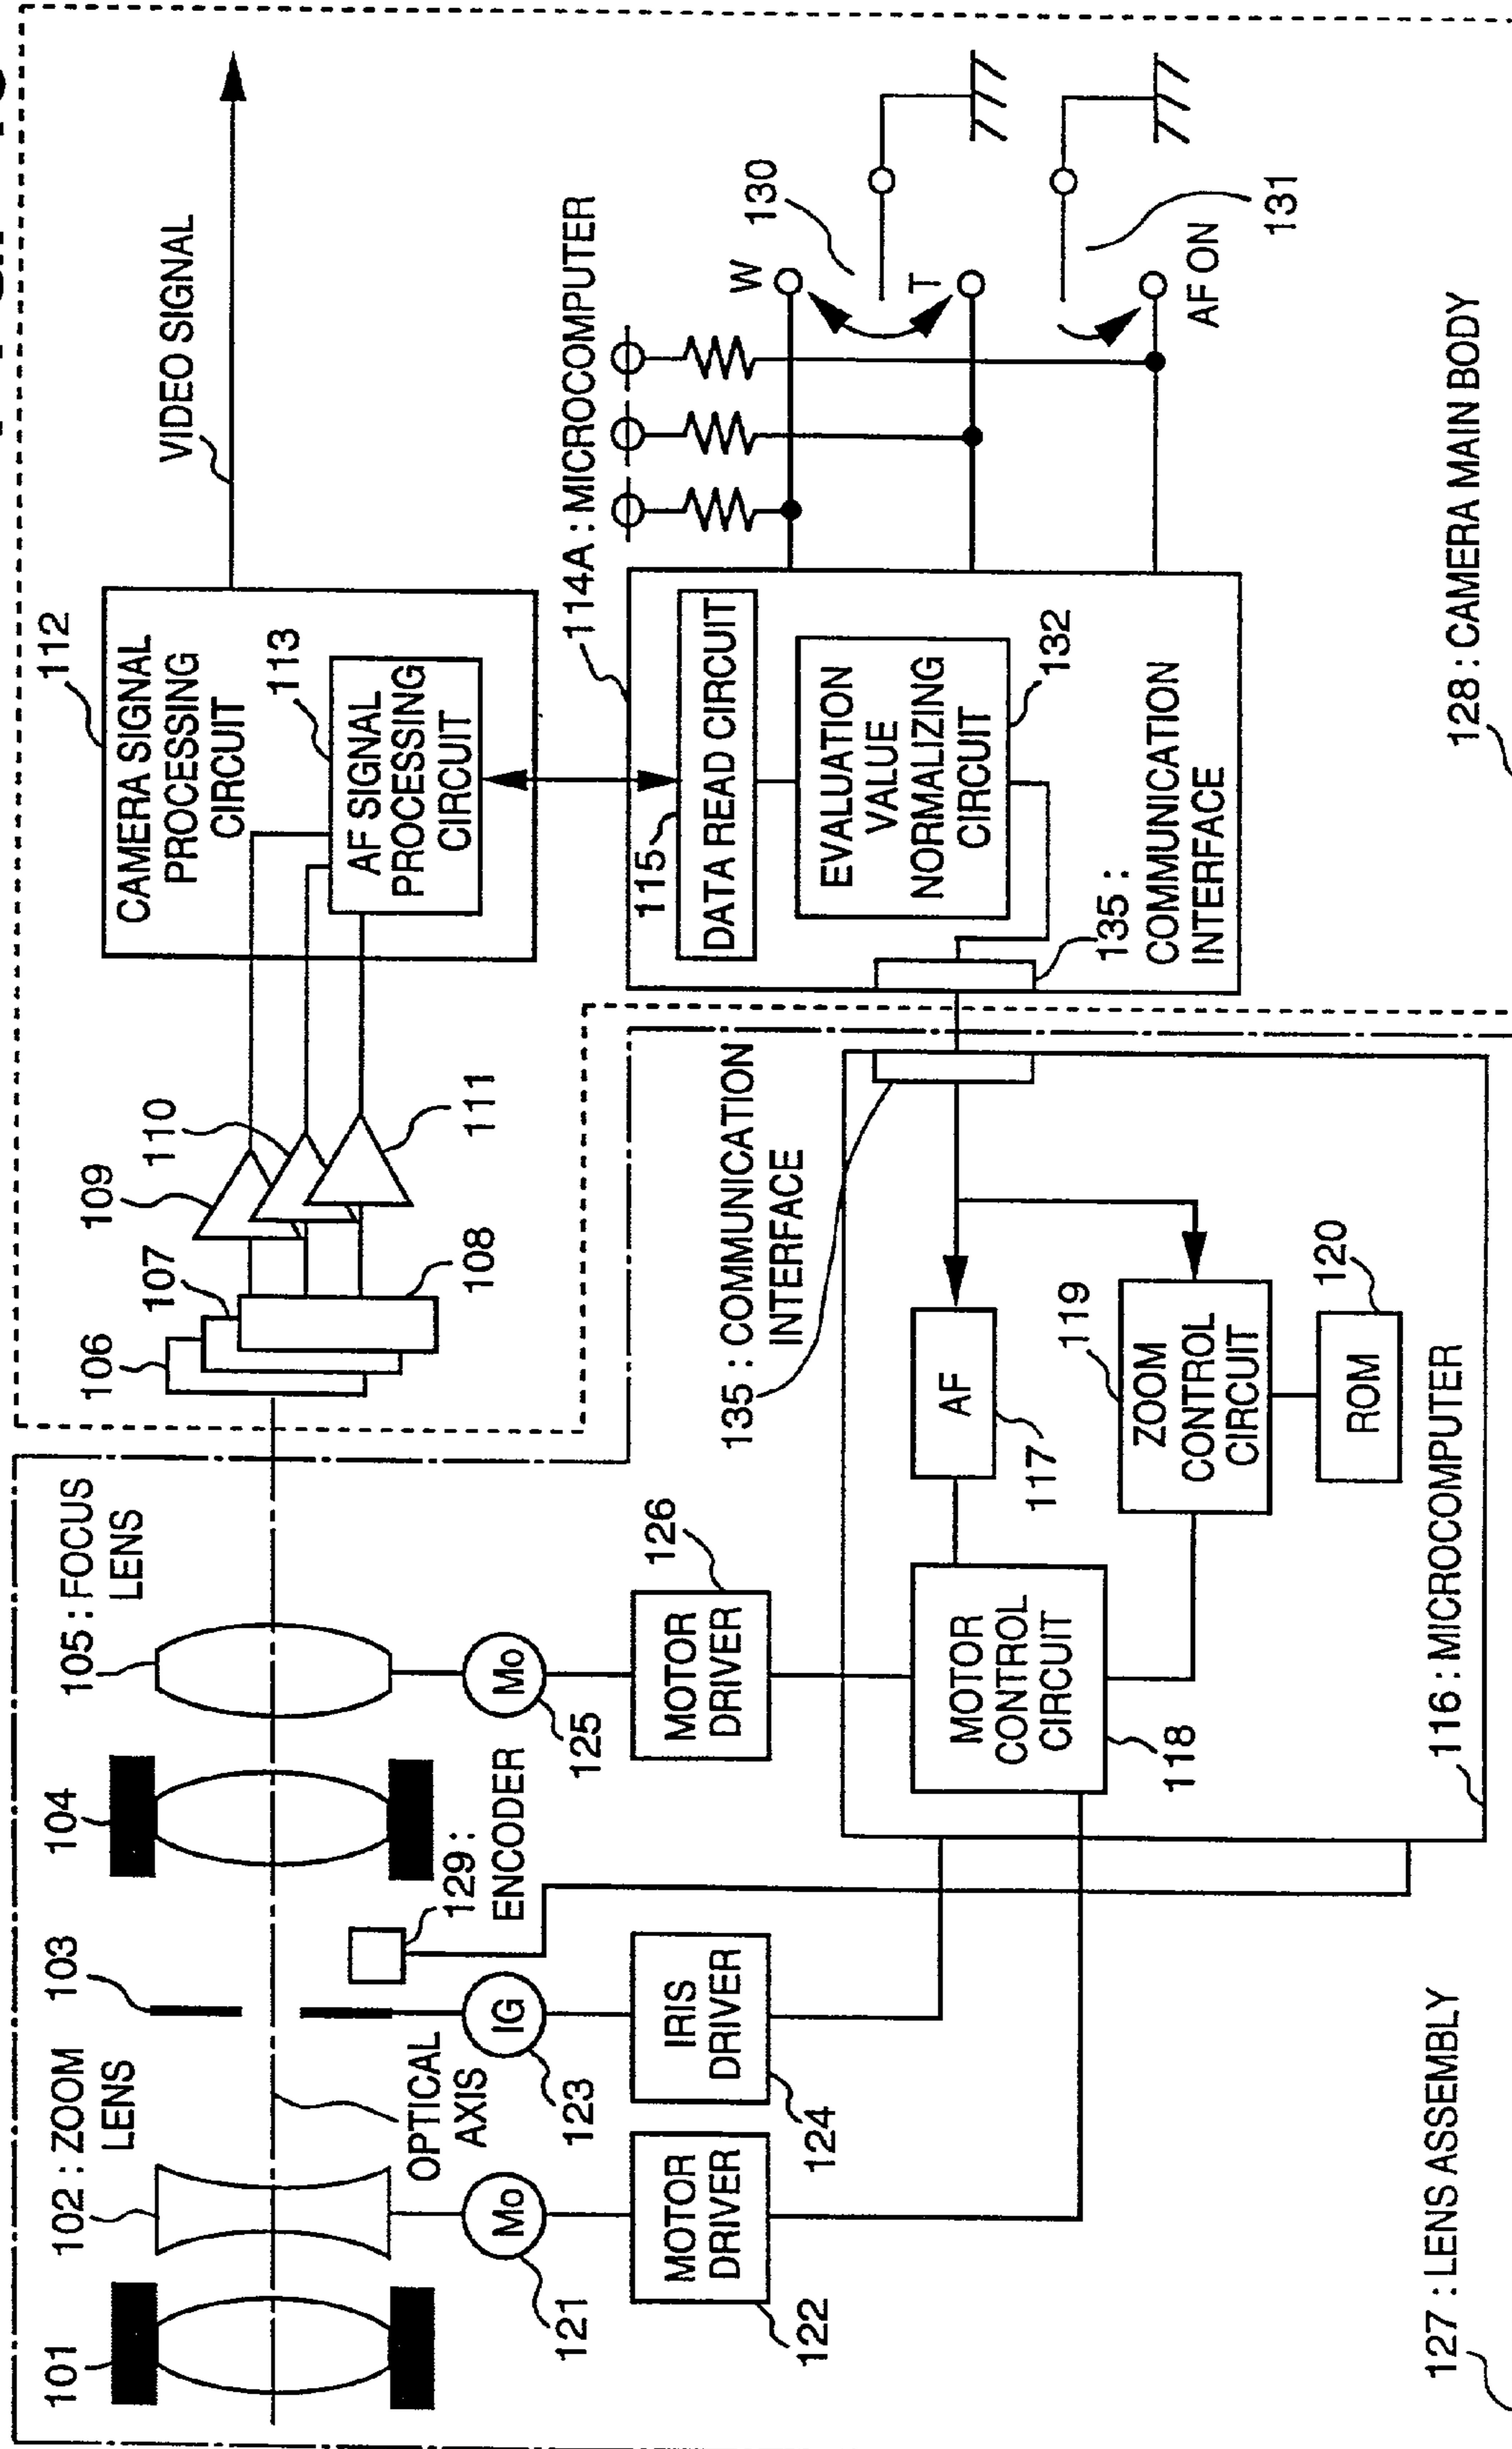 VIDEO SIGNAL
112
CAMERA SIGNAL
PROCESSING
CIRCUIT
113
AF SIGNAL
PROCESSING
CIRCUIT
109
110
111
106
107
108
114A : MICROCOMPUTER
115
DATA READ CIRCUIT
EVALUATION
VALUE
NORMALIZING
CIRCUIT
132
135 :
COMMUNICATION
INTERFACE
W
130
T
AF ON
131
128 : CAMERA MAIN BODY
101
102 : ZOOM
LENS
103
104
105 : FOCUS
LENS
OPTICAL
AXIS
129 :
ENCODER
Mo
121
IG
123
Mo
125
MOTOR
DRIVER
122
IRIS
DRIVER
124
MOTOR
DRIVER
126
135 : COMMUNICATION
INTERFACE
AF
117
MOTOR
CONTROL
CIRCUIT
118
119
ZOOM
CONTROL
CIRCUIT
ROM
120
116 : MICROCOMPUTER
127 : LENS ASSEMBLY